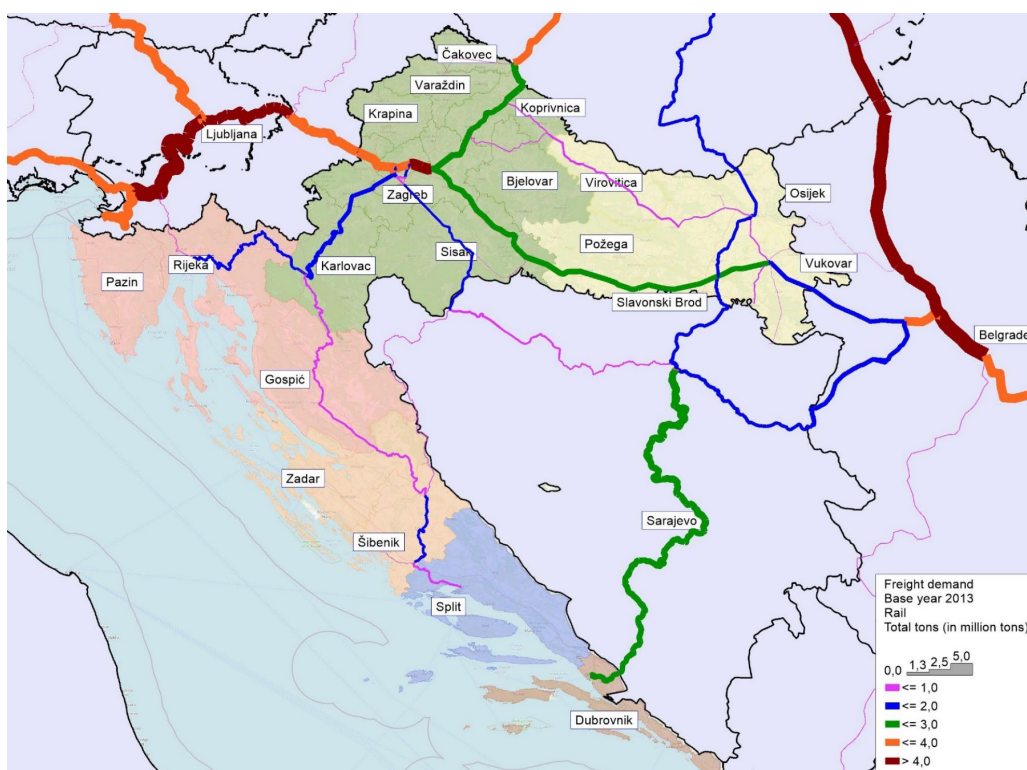 Čakovec
Varaždin
Koprivnica
Krapina
Ljubljana
Bjelovar
Virovitica
Zagreb
Osijek
Požega
Sisak
Vukovar
Karlovac
Rijeka
Pazin
Slavonski Brod
Belgrade
Gospić
Zadar
Sarajevo
Šibenik
Split
Dubrovnik
Freight demand
Base year 2013
Rail
Total tons (in million tons)
0,0 1,3 2,5 5,0
<= 1,0
<= 2,0
<= 3,0
<= 4,0
> 4,0